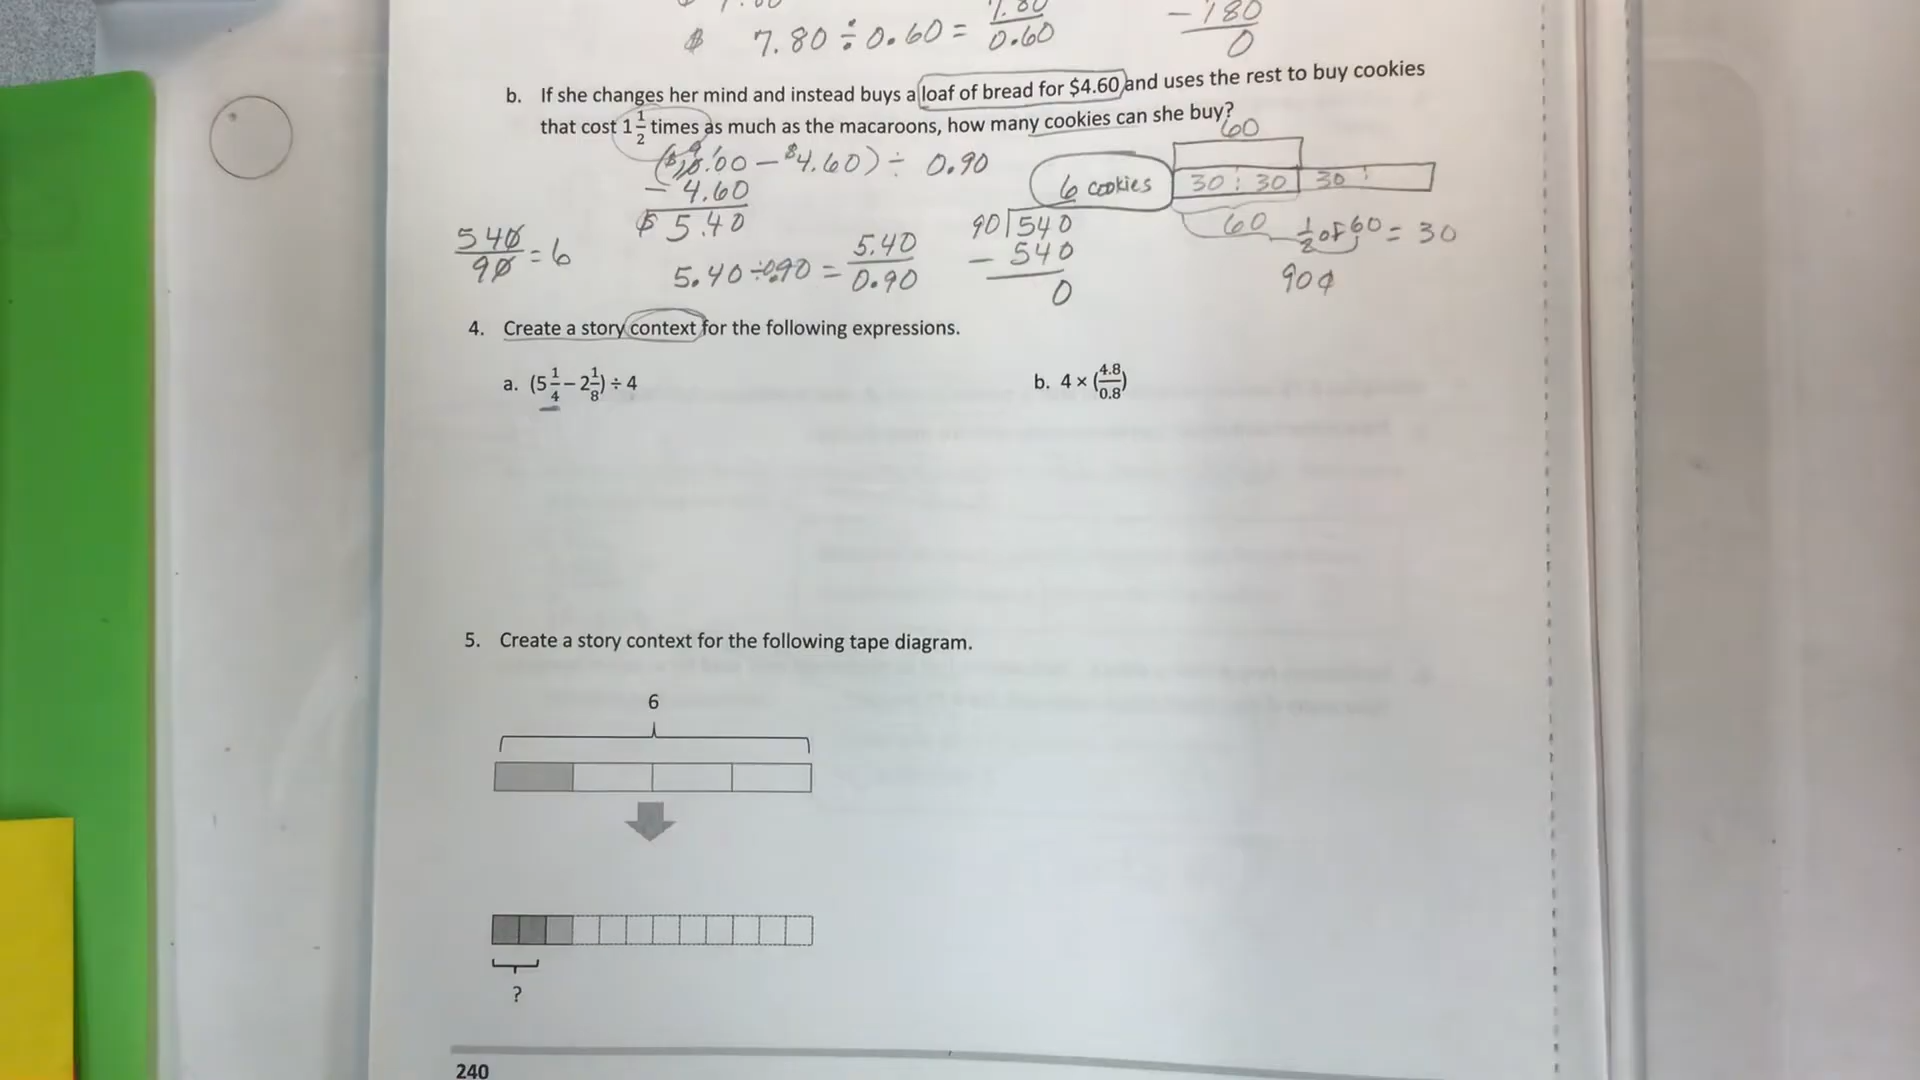 $ 7.80 ÷ 0.60 = 7.80/0.60
- 180
0
b. If she changes her mind and instead buys a loaf of bread for $4.60 and uses the rest to buy cookies
that cost 1 1/2 times as much as the macaroons, how many cookies can she buy?
60
($10.00 - $4.60) ÷ 0.90
- 4.60
$ 5.40
6 cookies
30 30 30
60 1/2 of 60 = 30
90¢
540/90 = 6
5.40 ÷ 0.90 = 5.40/0.90
90)540
- 540
0
4. Create a story context for the following expressions.
a. (5 1/4 – 2 1/8) ÷ 4
b. 4 × (4.8/0.8)
5. Create a story context for the following tape diagram.
6
?
240